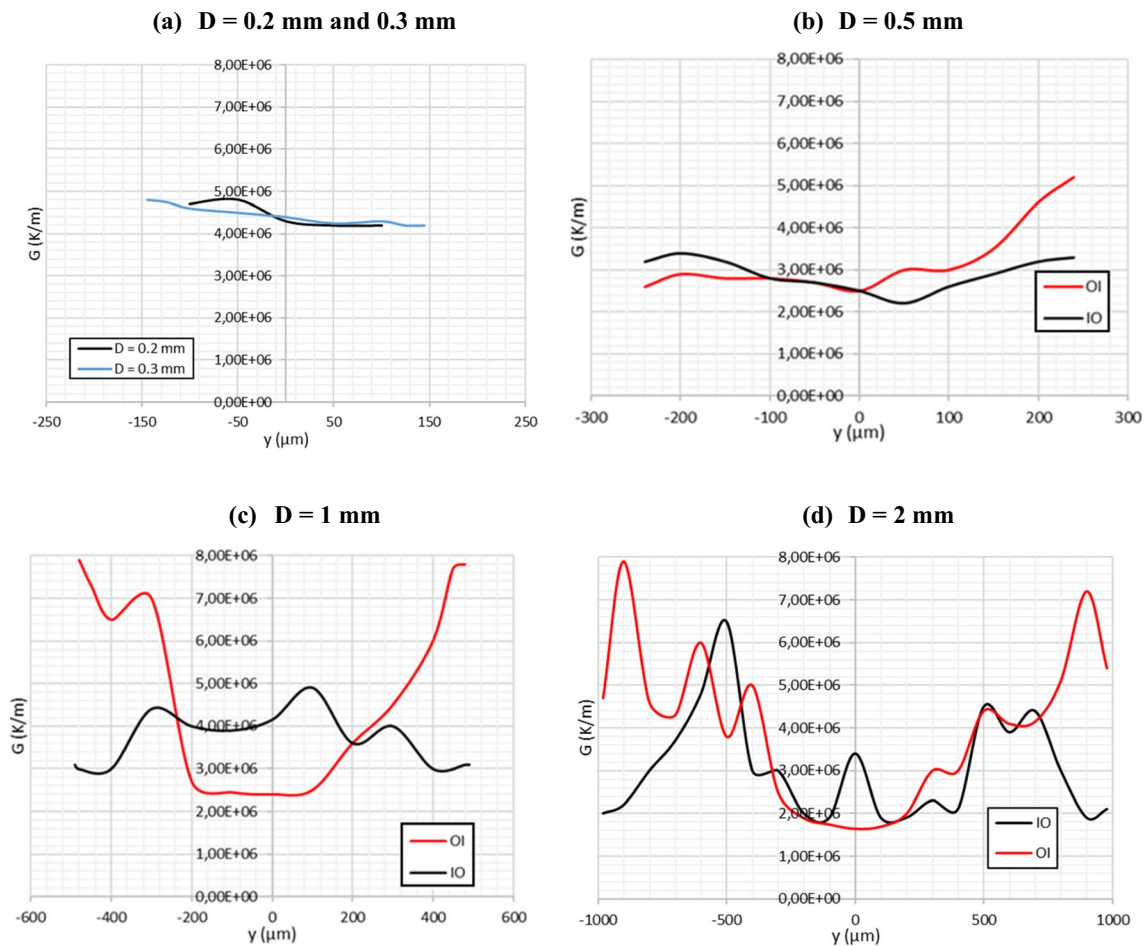 (a) D = 0.2 mm and 0.3 mm
8,00E+06
7,00E+06
6,00E+06
5,00E+06
4,00E+06
3,00E+06
2,00E+06
1,00E+06
0,00E+00
G (K/m)
D = 0.2 mm
D = 0.3 mm
-250 -150 -50 50 150 250
y (µm)
(b) D = 0.5 mm
8,00E+06
7,00E+06
6,00E+06
5,00E+06
4,00E+06
3,00E+06
2,00E+06
1,00E+06
0,00E+00
G (K/m)
OI
IO
-300 -200 -100 0 100 200 300
y (µm)
(c) D = 1 mm
8,00E+06
7,00E+06
6,00E+06
5,00E+06
4,00E+06
3,00E+06
2,00E+06
1,00E+06
0,00E+00
G (K/m)
OI
IO
-600 -400 -200 0 200 400 600
y (µm)
(d) D = 2 mm
8,00E+06
7,00E+06
6,00E+06
5,00E+06
4,00E+06
3,00E+06
2,00E+06
1,00E+06
0,00E+00
G (K/m)
IO
OI
-1000 -500 0 500 1000
y (µm)